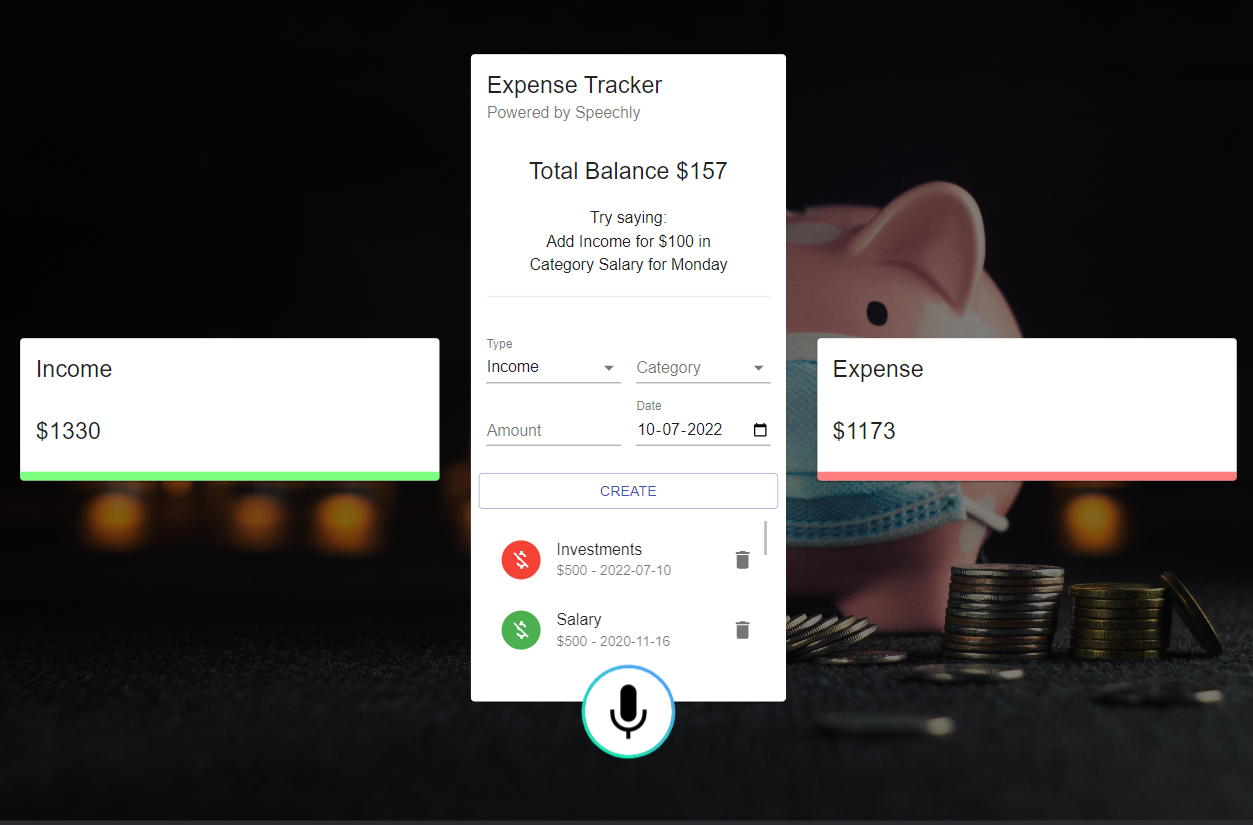 Expense Tracker
Powered by Speechly
Total Balance $157
Try saying:
Add Income for $100 in
Category Salary for Monday
Income
$1330
Type
Income
Category
Amount
Date
10-07-2022
CREATE
Investments
$500 - 2022-07-10
Salary
$500 - 2020-11-16
Expense
$1173